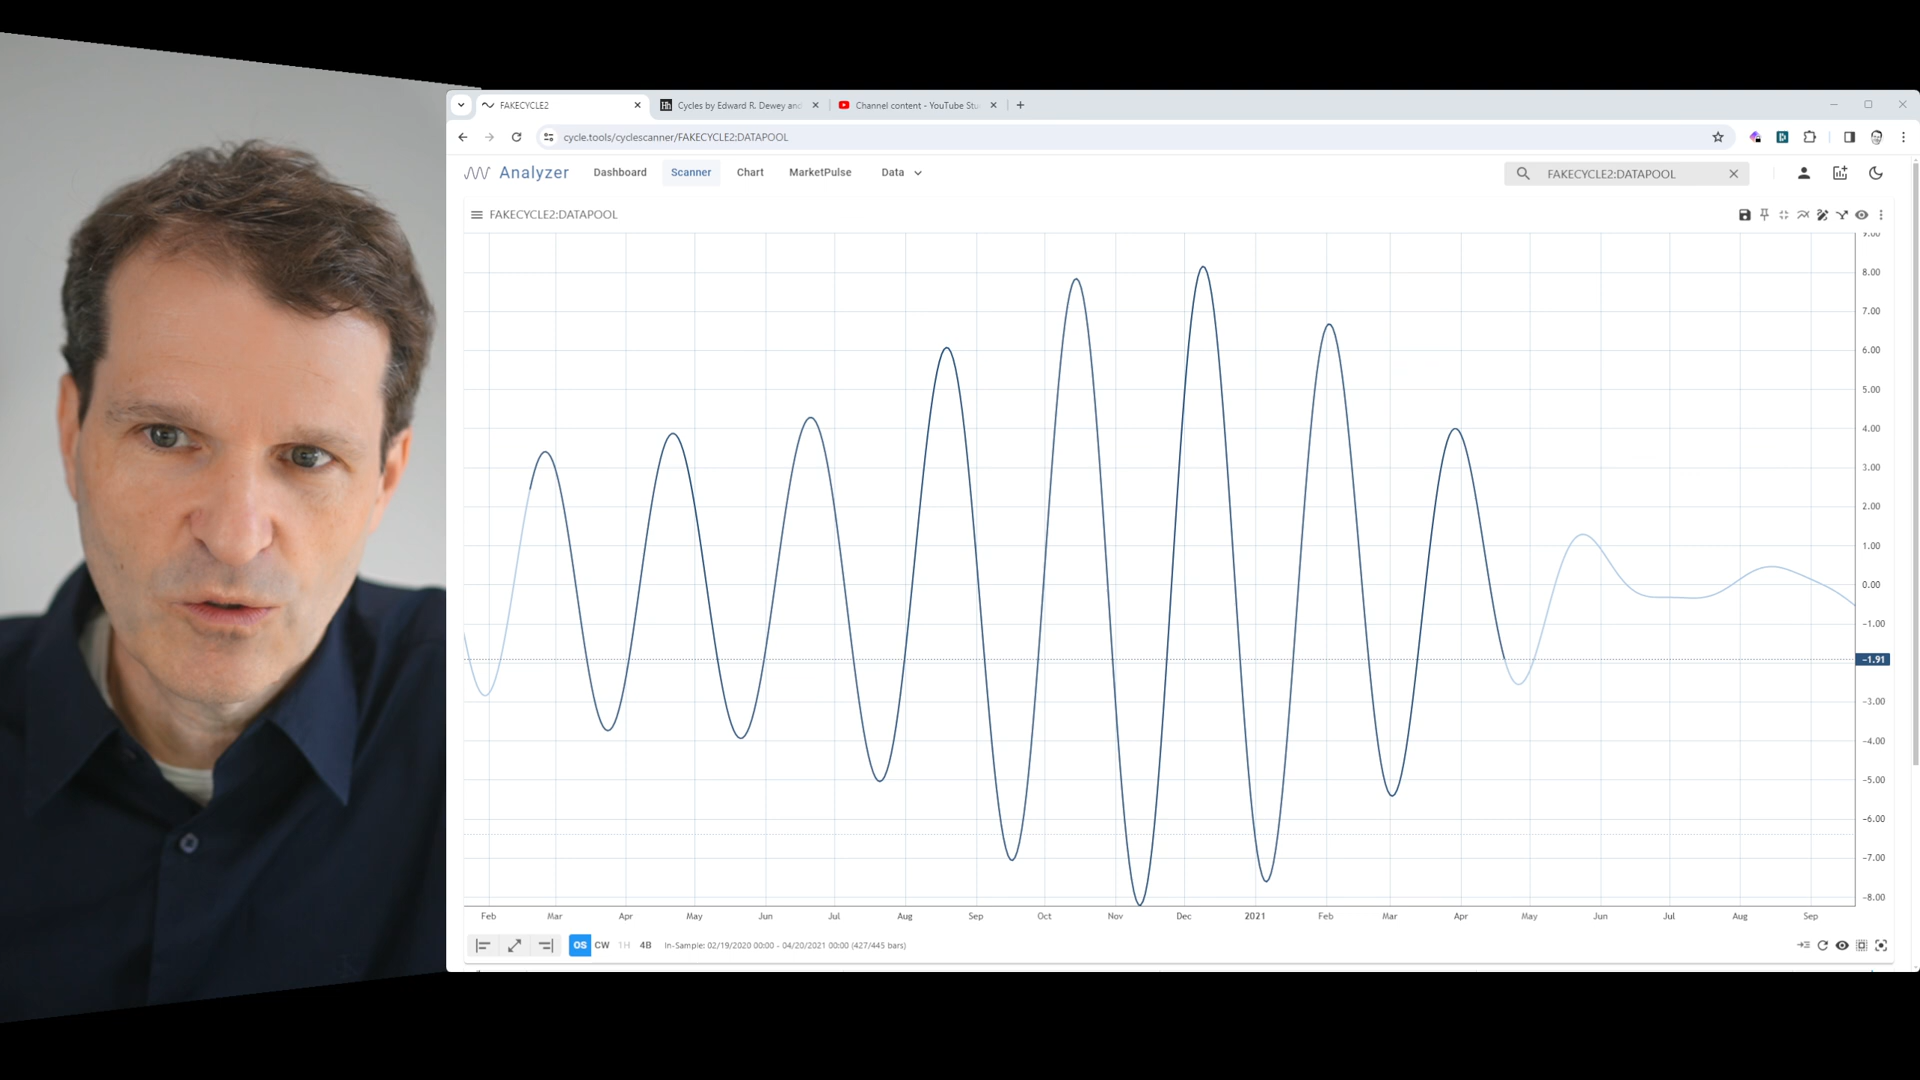 FAKECYCLE2
Cycles by Edward R. Dewey and
Channel content - YouTube Stu
cycle.tools/cyclescanner/FAKECYCLE2:DATAPOOL
Analyzer Dashboard Scanner Chart MarketPulse Data FAKECYCLE2:DATAPOOL
FAKECYCLE2:DATAPOOL
9.00
8.00
7.00
6.00
5.00
4.00
3.00
2.00
1.00
0.00
-1.00
-1.91
-3.00
-4.00
-5.00
-6.00
-7.00
-8.00
Feb Mar Apr May Jun Jul Aug Sep Oct Nov Dec 2021 Feb Mar Apr May Jun Jul Aug Sep
OS CW 1H 4B In-Sample: 02/19/2020 00:00 - 04/20/2021 00:00 (427/445 bars)